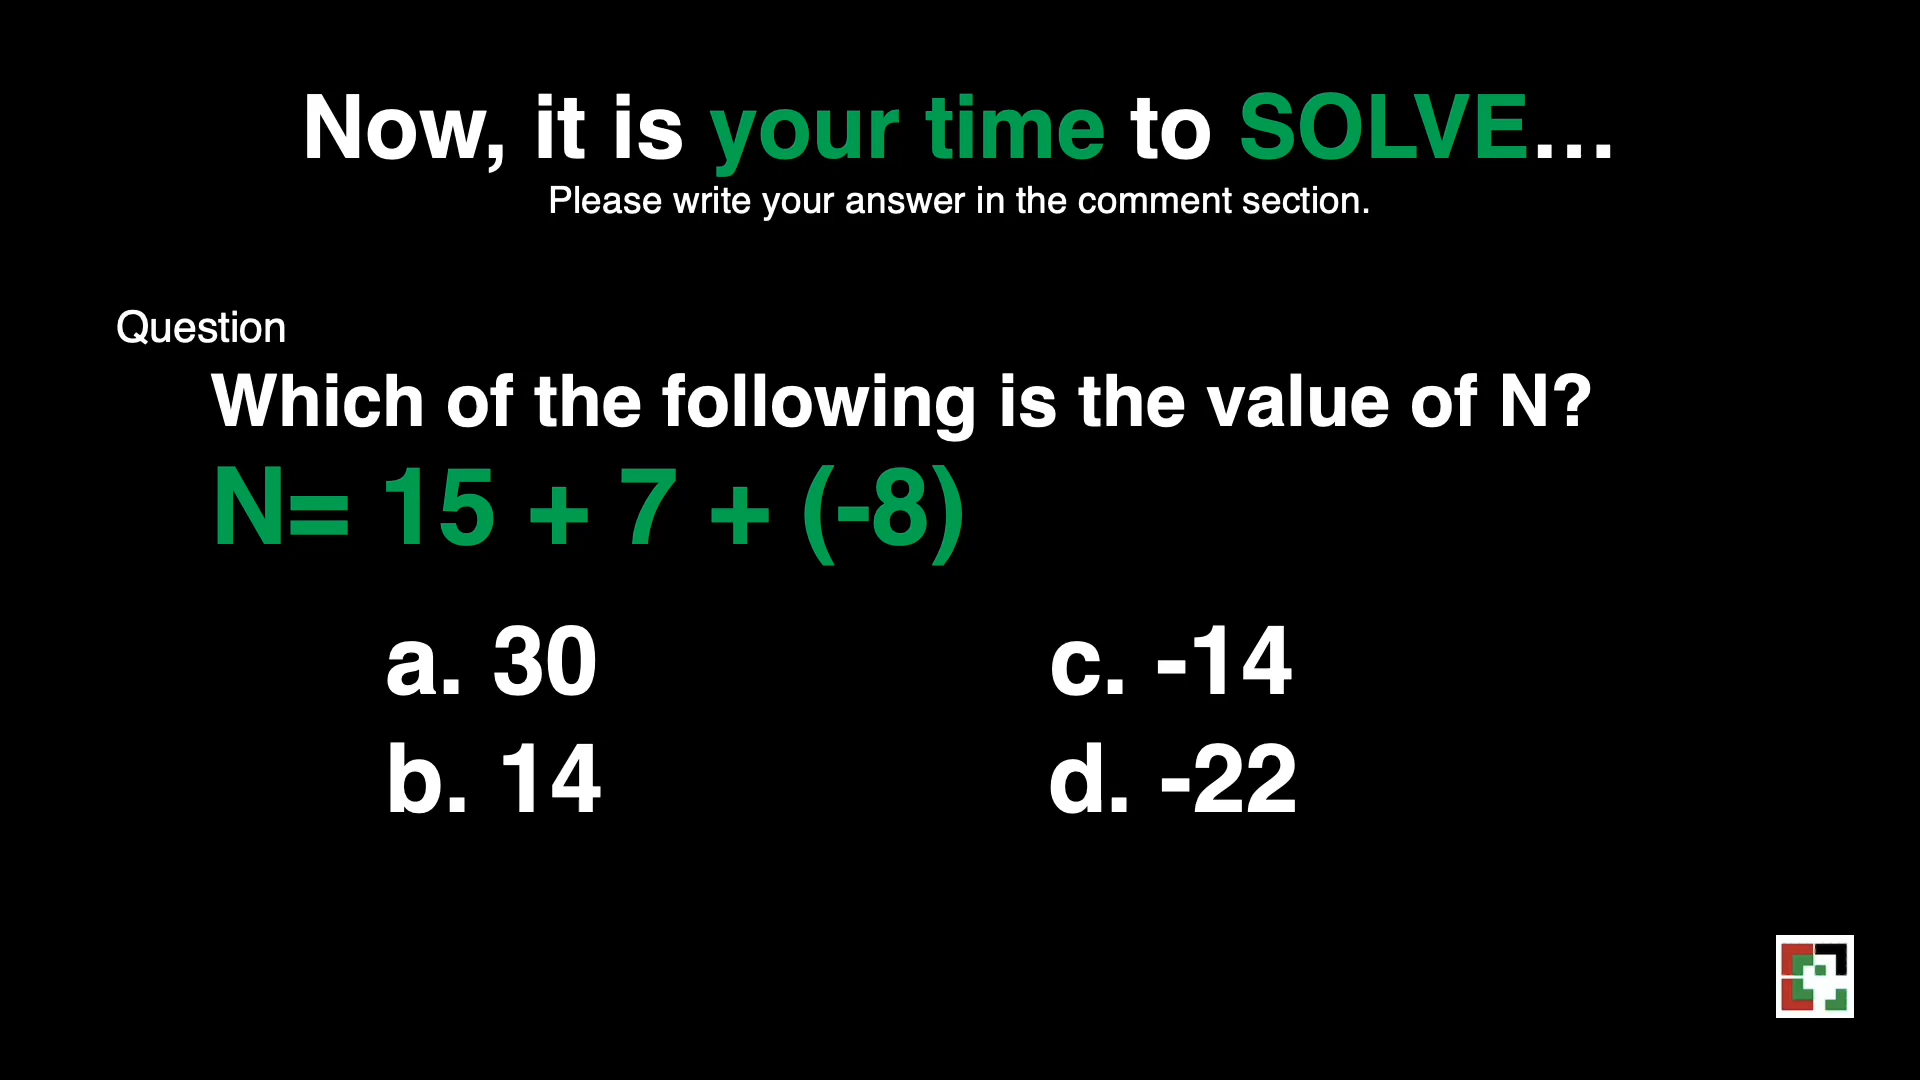 Now, it is your time to SOLVE...
Please write your answer in the comment section.
Question
Which of the following is the value of N?
N= 15 + 7 + (-8)
a. 30
c. -14
b. 14
d. -22